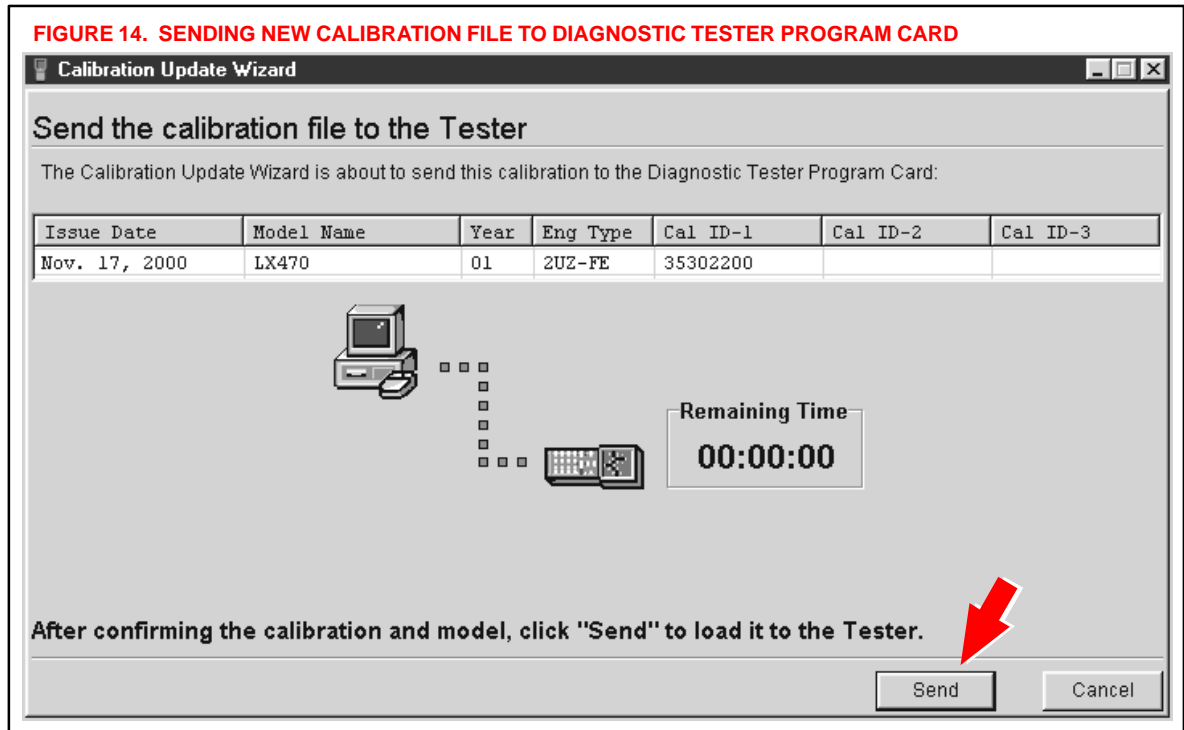 FIGURE 14. SENDING NEW CALIBRATION FILE TO DIAGNOSTIC TESTER PROGRAM CARD
Calibration Update Wizard
Send the calibration file to the Tester
The Calibration Update Wizard is about to send this calibration to the Diagnostic Tester Program Card:
Issue Date Model Name Year Eng Type Cal ID-1 Cal ID-2 Cal ID-3
Nov. 17, 2000 LX470 01 2UZ-FE 35302200
Remaining Time
00:00:00
After confirming the calibration and model, click "Send" to load it to the Tester.
Send Cancel